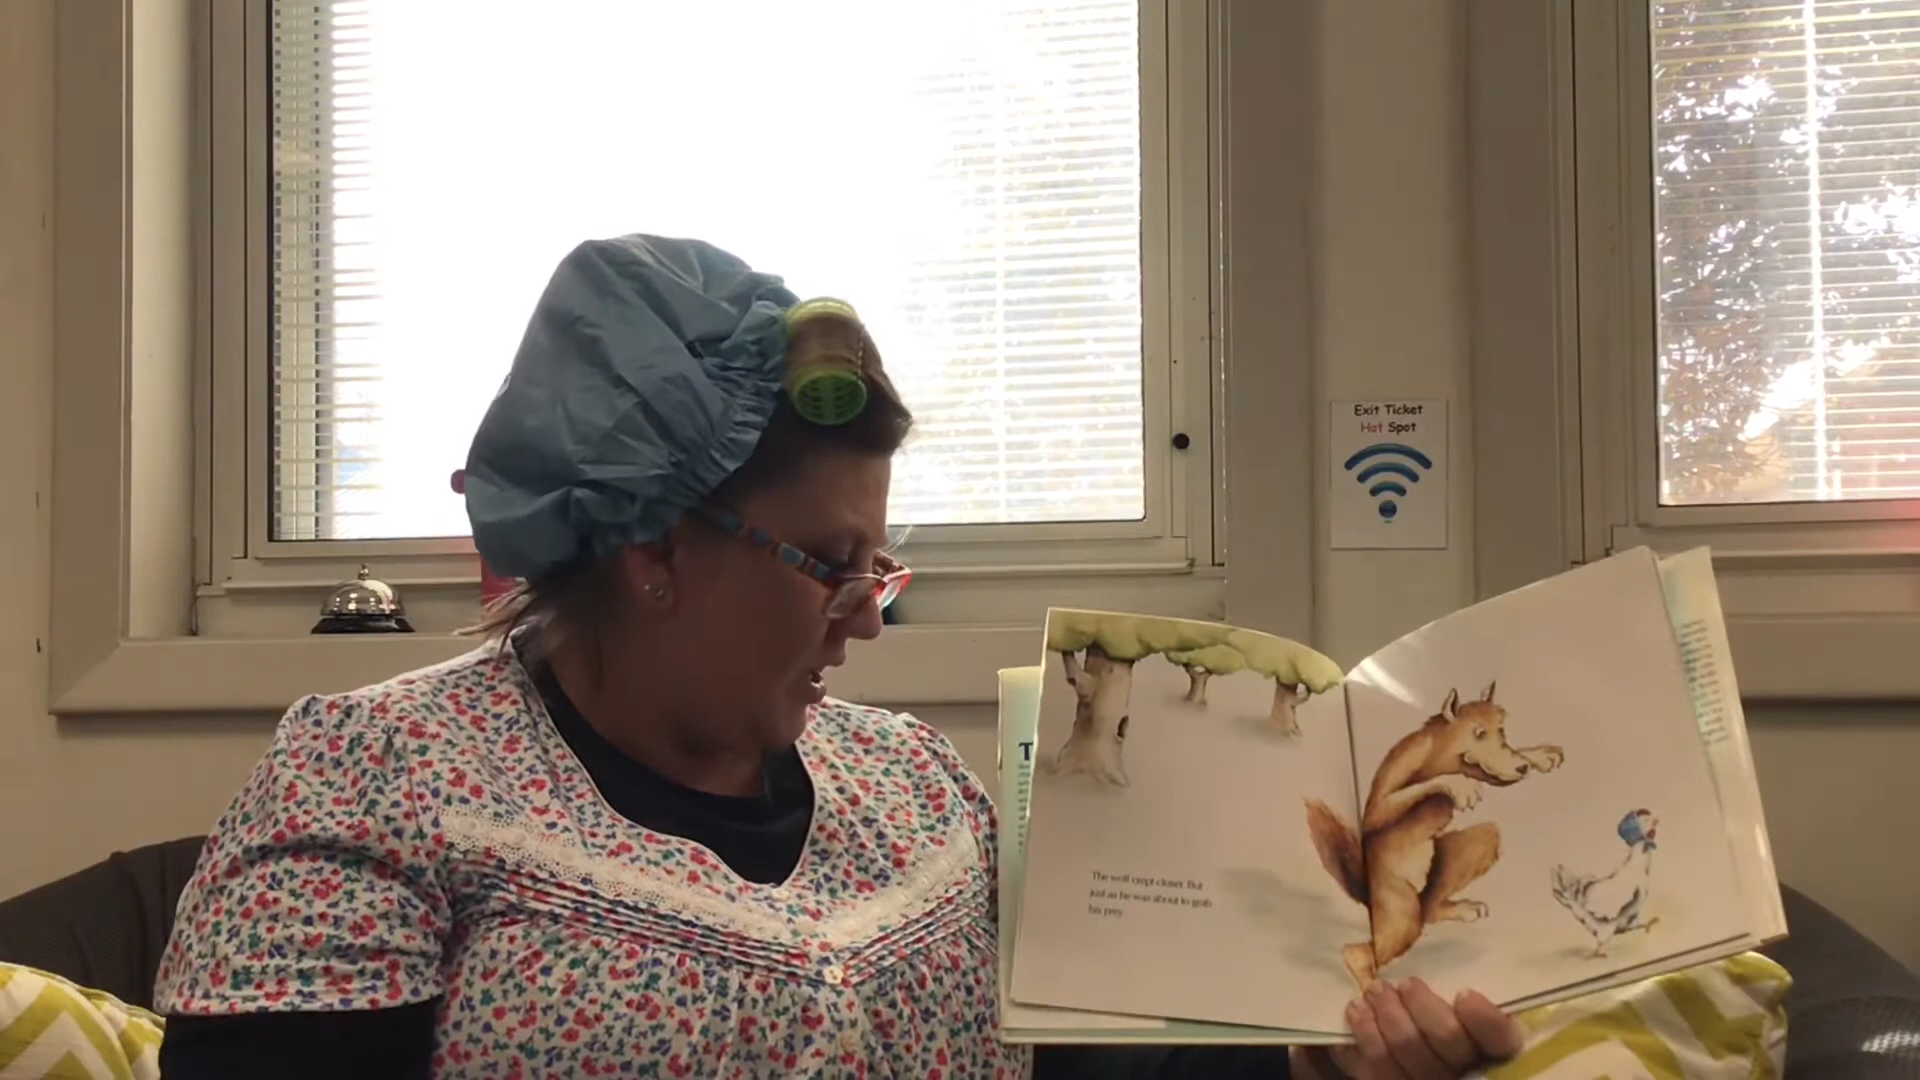 Exit Ticket
Hot Spot
T
The wolf crept closer. But
just as he was about to grab
his prey